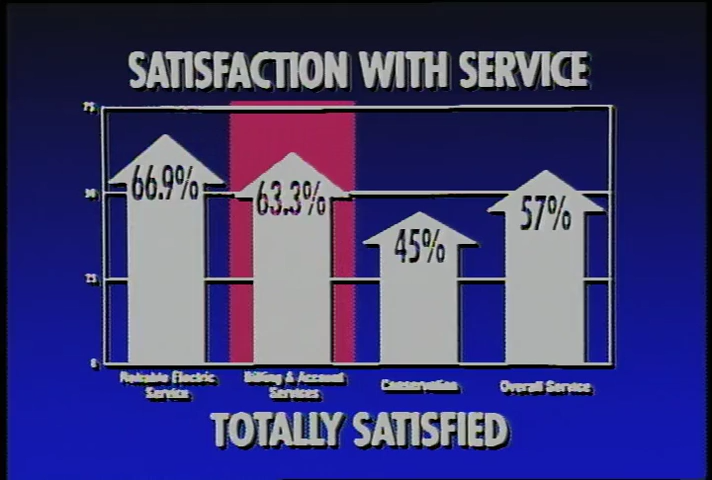 SATISFACTION WITH SERVICE
75
66.9%
63.3%
50
57%
45%
25
0
Reliable Electric
Service
Billing & Account
Services
Conservation
Overall Service
TOTALLY SATISFIED